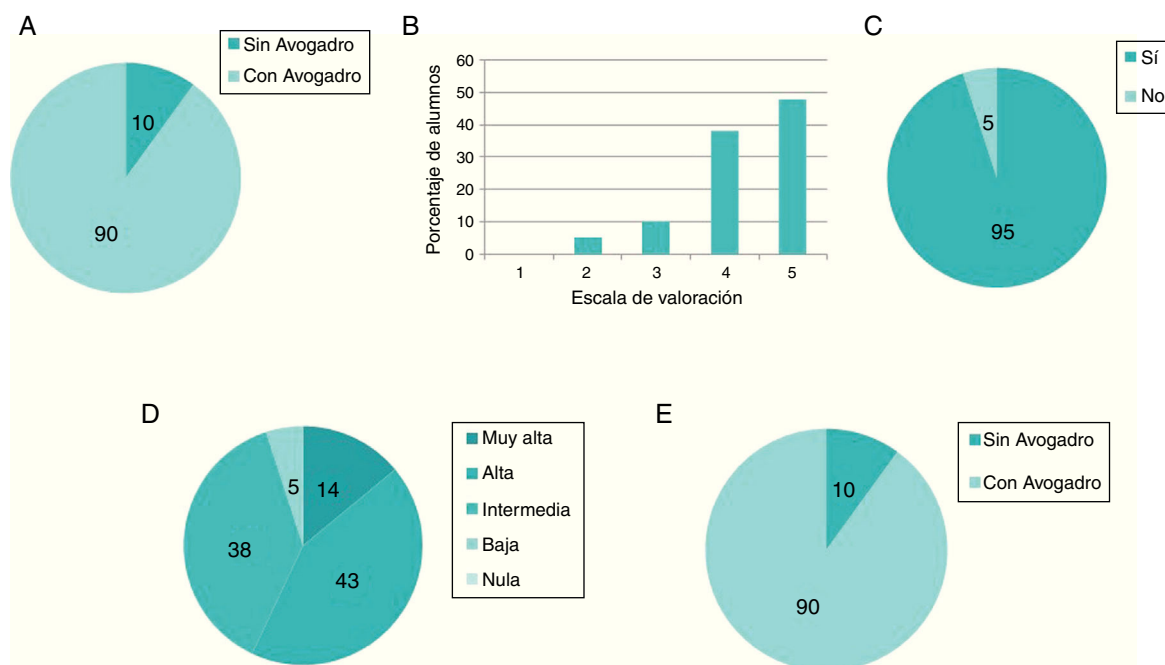 A
Sin Avogadro
Con Avogadro
10
90
B
Porcentaje de alumnos
60
50
40
30
20
10
0
1 2 3 4 5
Escala de valoración
C
Sí
No
5
95
D
Muy alta
Alta
Intermedia
Baja
Nula
5
14
38
43
E
Sin Avogadro
Con Avogadro
10
90